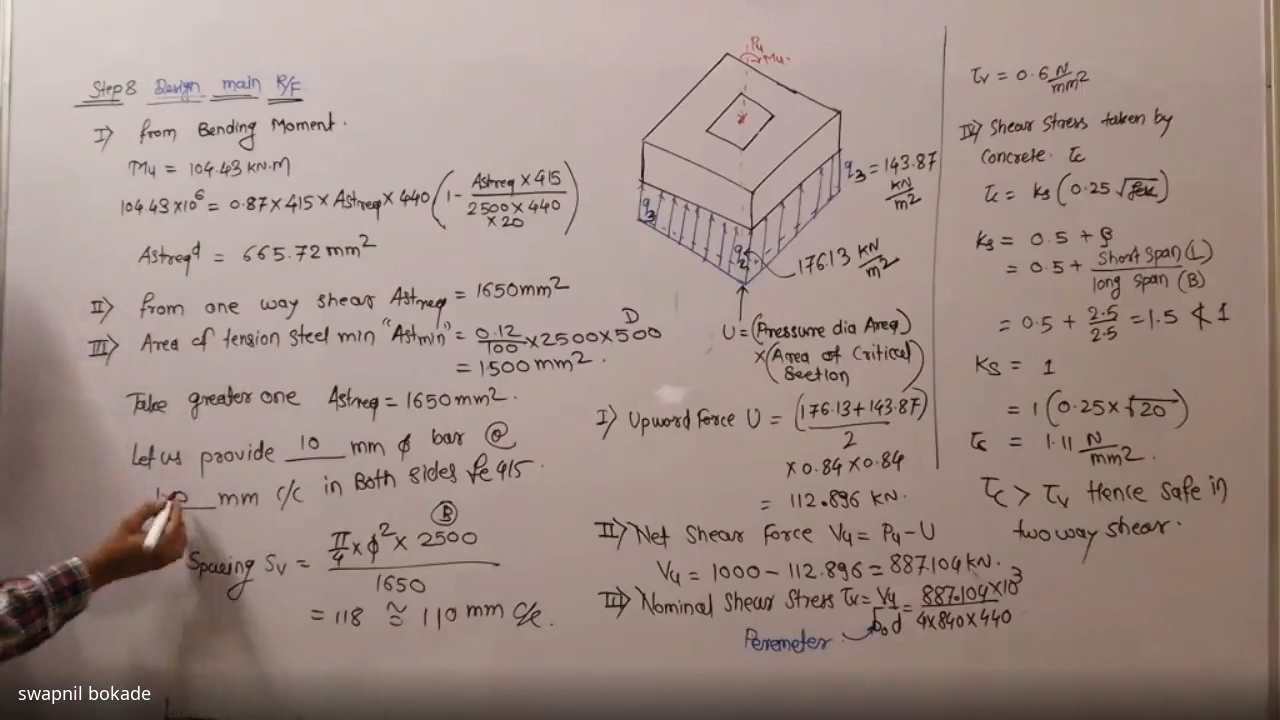 Step 8 Design main R/F
I) from Bending Moment.
Mu = 104.43 KN.M
104.43×10⁶ = 0.87×415×Astreq×440(1 - Astreq×415 / 2500×440×20)
Astreqd = 665.72 mm²
II) from one way shear Astreq = 1650mm²
III) Area of tension steel min "Astmin" = 0.12/100 ×2500×500 D
= 1500 mm².
Take greater one Astreq = 1650 mm².
Let us provide 10 mm ϕ bar @
mm c/c in Both sides fe 415.
Spacing Sv = π/4 × ϕ² × 2500 (B) / 1650
= 118 ≅ 110 mm c/c.
Pu
Mu
q3 = 143.87 KN/m²
q3
176.13 KN/m²
U = (Pressure dia Area)
×(Area of Critical Section)
I) Upword Force U = (176.13+143.87) / 2
× 0.84 × 0.84
= 112.896 KN.
II) Net Shear Force Vu = Pu - U
Vu = 1000 - 112.896 = 887.104 KN.
III) Nominal Shear Stress τv = Vu / bod = 887.104×10³ / 4×840×440
Peremeter
τv = 0.6 N/mm²
IV) Shear Stress taken by
Concrete τc
τc = ks (0.25 √fck)
ks = 0.5 + β
= 0.5 + Short Span (L) / long Span (B)
= 0.5 + 2.5/2.5 = 1.5 ≮ 1
Ks = 1
= 1 (0.25×√20)
τc = 1.11 N/mm².
τc > τv Hence Safe in
two way shear.
swapnil bokade